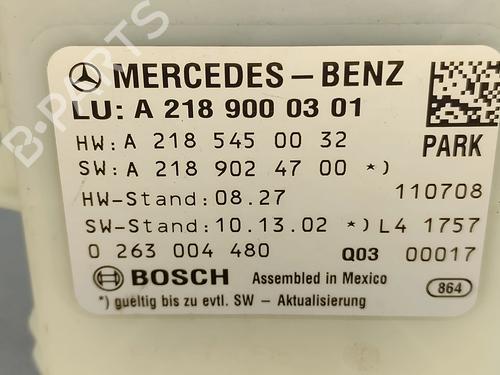 MERCEDES – BENZ
LU: A 218 900 03 01
HW: A 218 545 00 32
PARK
SW: A 218 902 47 00 *)
HW-Stand: 08.27
110708
SW-Stand: 10.13.02 *) L4 1757
0 263 004 480
Q03 00017
BOSCH Assembled in Mexico
864
*) gueltig bis zu evtl. SW – Aktualisierung
B-PARTS